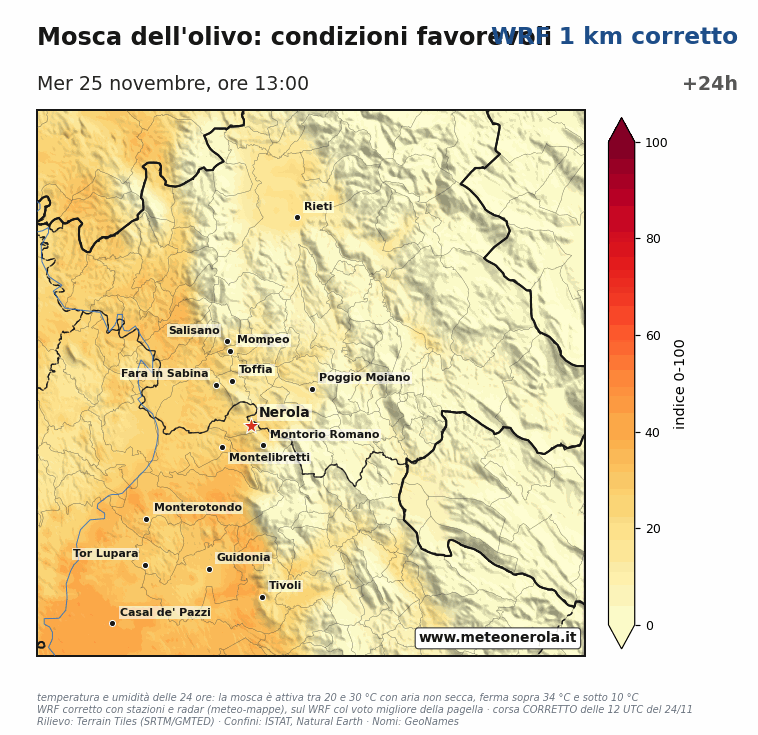 Mosca dell'olivo: condizioni favorevoli
WRF 1 km corretto
Mer 25 novembre, ore 13:00
+24h
Rieti
Salisano
Mompeo
Fara in Sabina
Toffia
Poggio Moiano
Nerola
Montorio Romano
Montelibretti
Monterotondo
Tor Lupara
Guidonia
Tivoli
Casal de' Pazzi
www.meteonerola.it
100
80
60
40
20
0
indice 0-100
temperatura e umidità delle 24 ore: la mosca è attiva tra 20 e 30 °C con aria non secca, ferma sopra 34 °C e sotto 10 °C
WRF corretto con stazioni e radar (meteo-mappe), sul WRF col voto migliore della pagella · corsa CORRETTO delle 12 UTC del 24/11
Rilievo: Terrain Tiles (SRTM/GMTED) · Confini: ISTAT, Natural Earth · Nomi: GeoNames